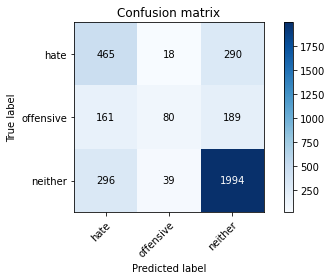 Confusion matrix
True label
hate
465 18 290
offensive
161 80 189
neither
296 39 1994
hate offensive neither
Predicted label
1750
1500
1250
1000
750
500
250